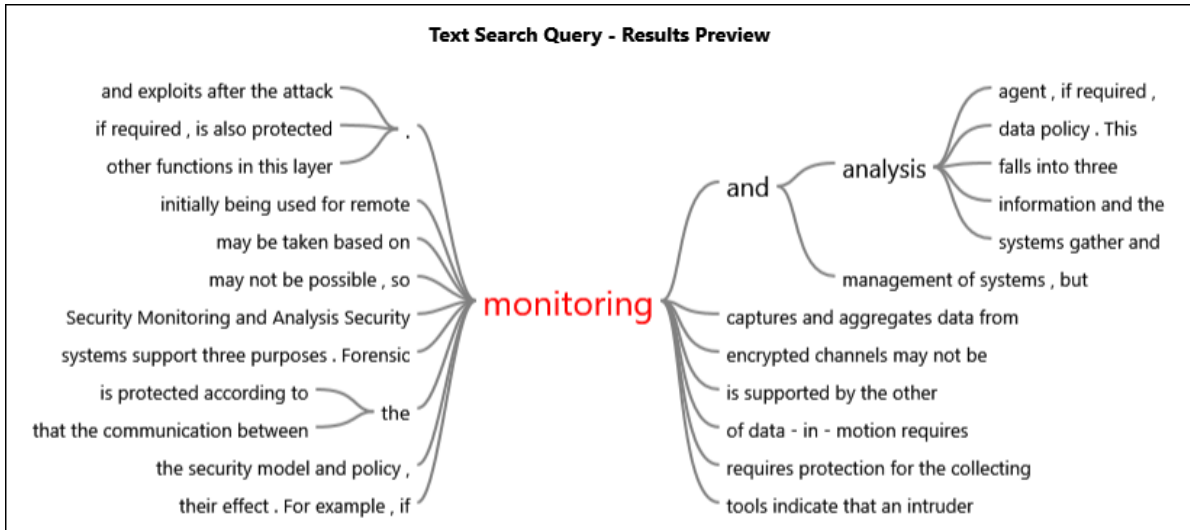 Text Search Query - Results Preview
and exploits after the attack
if required , is also protected
other functions in this layer
.
initially being used for remote
may be taken based on
may not be possible , so
Security Monitoring and Analysis Security
systems support three purposes . Forensic
is protected according to
that the communication between
the
the security model and policy ,
their effect . For example , if
monitoring
and
analysis
agent , if required ,
data policy . This
falls into three
information and the
systems gather and
management of systems , but
captures and aggregates data from
encrypted channels may not be
is supported by the other
of data - in - motion requires
requires protection for the collecting
tools indicate that an intruder